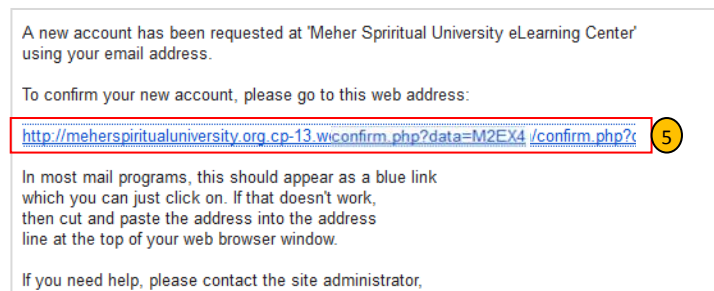 A new account has been requested at 'Meher Spriritual University eLearning Center'
using your email address.
To confirm your new account, please go to this web address:
http://meherspiritualuniversity.org.cp-13.weconfirm.php?data=M2EX4 /confirm.php?c
5
In most mail programs, this should appear as a blue link
which you can just click on. If that doesn't work,
then cut and paste the address into the address
line at the top of your web browser window.
If you need help, please contact the site administrator,